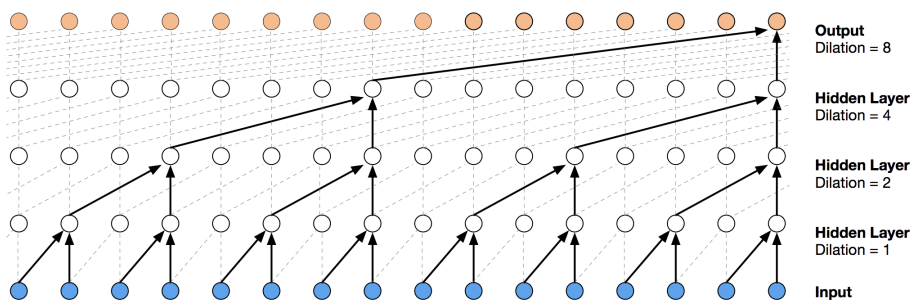 Output
Dilation = 8
Hidden Layer
Dilation = 4
Hidden Layer
Dilation = 2
Hidden Layer
Dilation = 1
Input